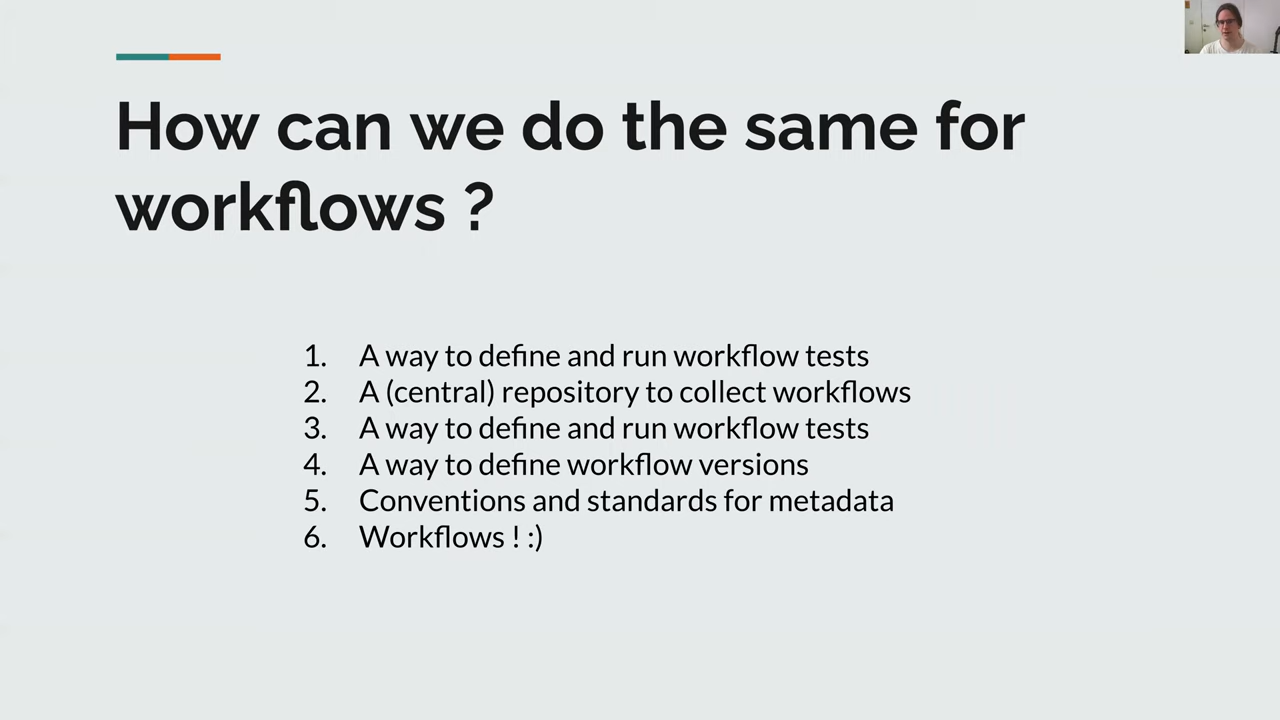 How can we do the same for
workflows ?
1. A way to define and run workflow tests
2. A (central) repository to collect workflows
3. A way to define and run workflow tests
4. A way to define workflow versions
5. Conventions and standards for metadata
6. Workflows ! :)